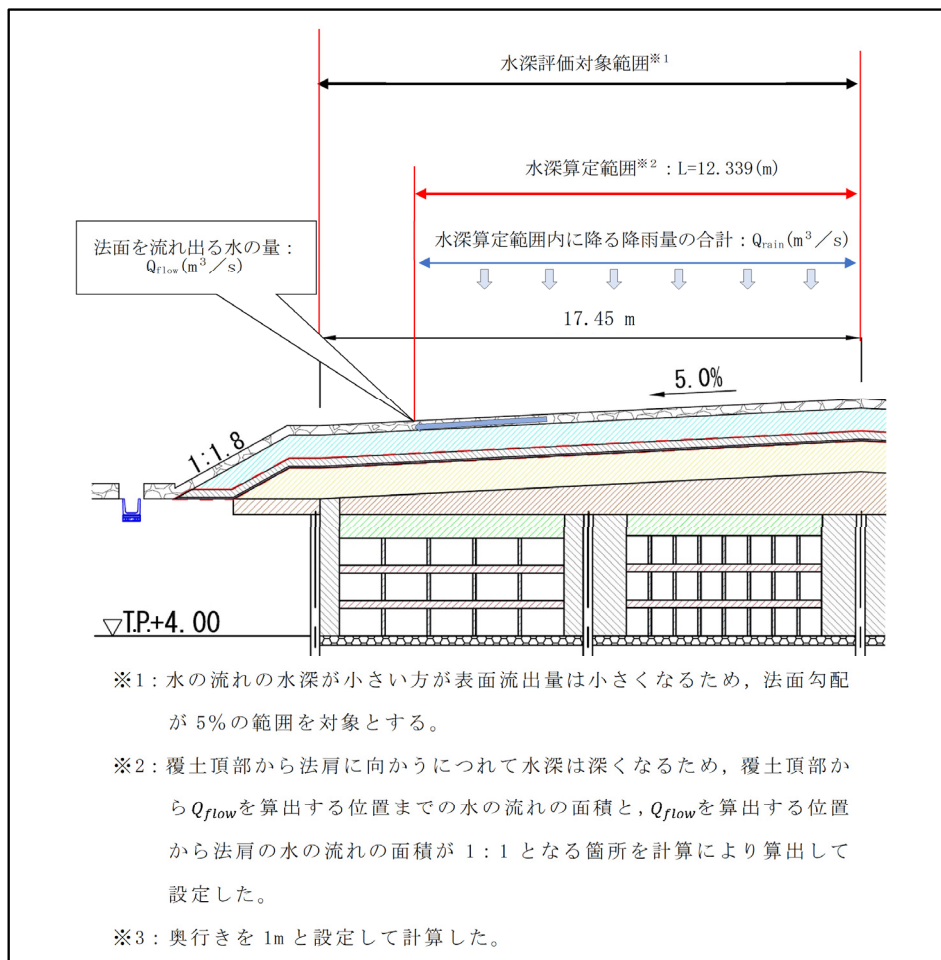 水深評価対象範囲※1
水深算定範囲※2：L=12.339(m)
法面を流れ出る水の量：
Qflow(m³／s)
水深算定範囲内に降る降雨量の合計：Qrain(m³／s)
17.45 m
5.0%
1:1.8
▽T.P.+4.00
※1：水の流れの水深が小さい方が表面流出量は小さくなるため，法面勾配
が 5%の範囲を対象とする。
※2：覆土頂部から法肩に向かうにつれて水深は深くなるため，覆土頂部か
らQflowを算出する位置までの水の流れの面積と，Qflowを算出する位置
から法肩の水の流れの面積が 1：1 となる箇所を計算により算出して
設定した。
※3：奥行きを 1m と設定して計算した。